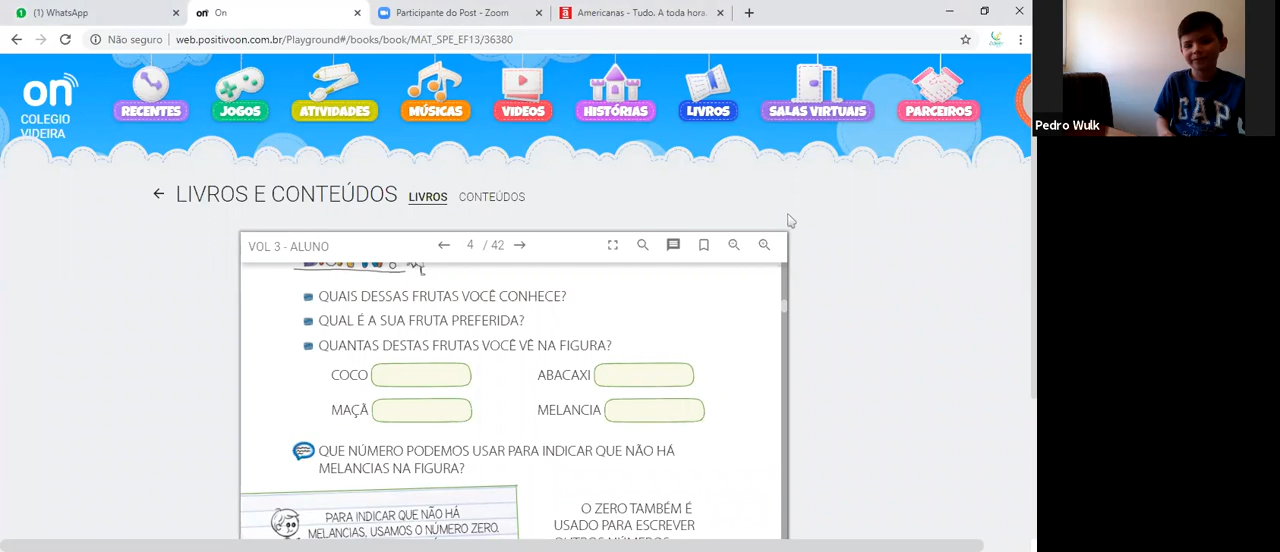 (1) WhatsApp
On
Participante do Post - Zoom
Americanas - Tudo. A toda hora.
Não seguro
web.positivoon.com.br/Playground#/books/book/MAT_SPE_EF13/36380
on
COLEGIO
VIDEIRA
RECENTES
JOGOS
ATIVIDADES
MÚSICAS
VIDEOS
HISTÓRIAS
LIVROS
SALAS VIRTUAIS
PARCEIROS
GAP
Pedro Wulk
LIVROS E CONTEÚDOS LIVROS CONTEÚDOS
VOL 3 - ALUNO
4 / 42
QUAIS DESSAS FRUTAS VOCÊ CONHECE?
QUAL É A SUA FRUTA PREFERIDA?
QUANTAS DESTAS FRUTAS VOCÊ VÊ NA FIGURA?
COCO
ABACAXI
MAÇÃ
MELANCIA
QUE NÚMERO PODEMOS USAR PARA INDICAR QUE NÃO HÁ
MELANCIAS NA FIGURA?
PARA INDICAR QUE NÃO HÁ
MELANCIAS, USAMOS O NÚMERO ZERO.
O ZERO TAMBÉM É
USADO PARA ESCREVER